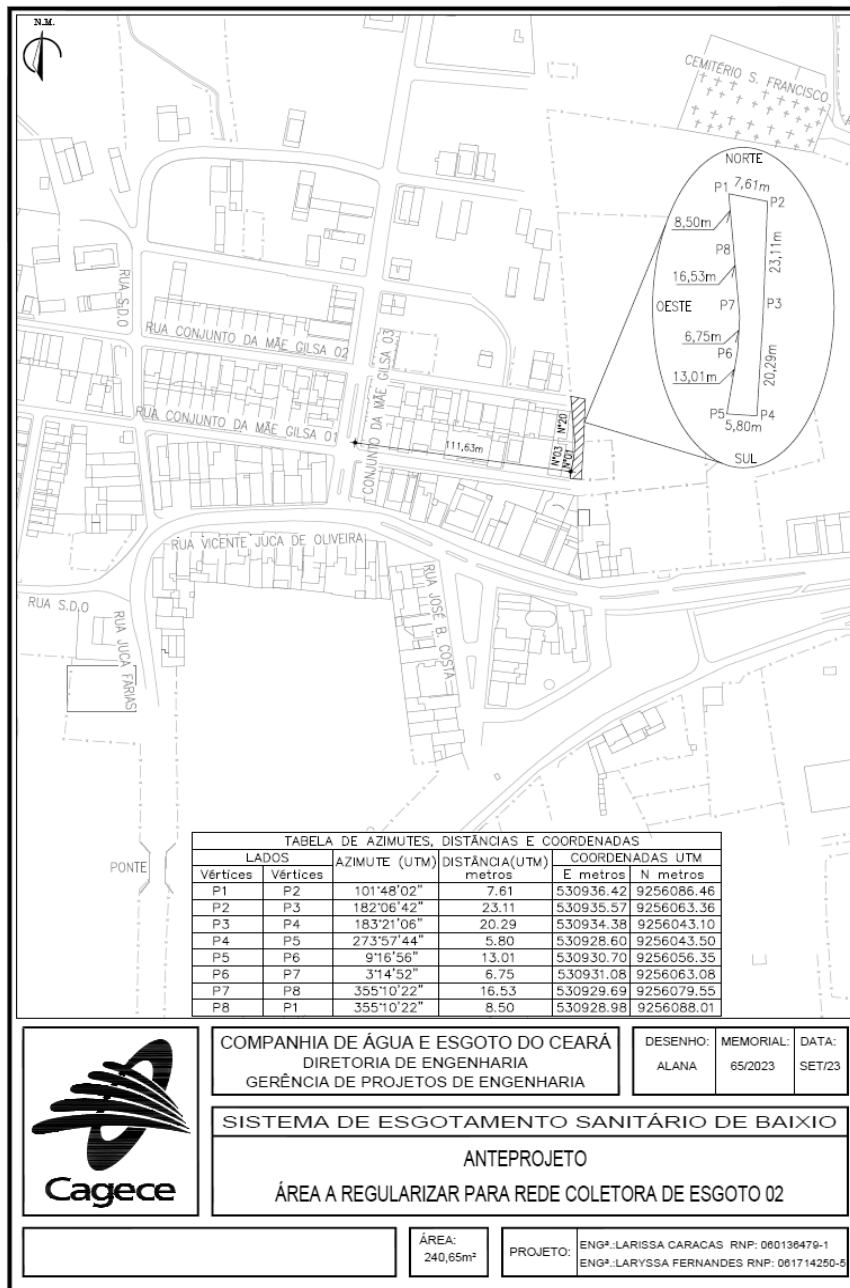 N.M.
CEMITÉRIO S. FRANCISCO
NORTE
P1 7,61m P2
8,50m
P8
23,11m
16,53m
OESTE P7 P3
6,75m
P6
20,29m
13,01m
P5 P4
5,80m
SUL
RUA S.D.O
RUA CONJUNTO DA MÃE GILSA 02
CONJUNTO DA MÃE GILSA 03
RUA CONJUNTO DA MÃE GILSA 01
111,63m
N°20
N°03
N°01
RUA VICENTE JUCA DE OLIVEIRA
RUA S.D.O
RUA JUCA FARIAS
RUA JOSÉ B. COSTA
PONTE
TABELA DE AZIMUTES, DISTÂNCIAS E COORDENADAS
LADOS AZIMUTE (UTM) DISTÂNCIA(UTM) metros COORDENADAS UTM
Vértices Vértices E metros N metros
P1 P2 101°48'02" 7.61 530936.42 9256086.46
P2 P3 182°06'42" 23.11 530935.57 9256063.36
P3 P4 183°21'06" 20.29 530934.38 9256043.10
P4 P5 273°57'44" 5.80 530928.60 9256043.50
P5 P6 9°16'56" 13.01 530930.70 9256056.35
P6 P7 3°14'52" 6.75 530931.08 9256063.08
P7 P8 355°10'22" 16.53 530929.69 9256079.55
P8 P1 355°10'22" 8.50 530928.98 9256088.01
Cagece
COMPANHIA DE ÁGUA E ESGOTO DO CEARÁ
DIRETORIA DE ENGENHARIA
GERÊNCIA DE PROJETOS DE ENGENHARIA
DESENHO: MEMORIAL: DATA:
ALANA 65/2023 SET/23
SISTEMA DE ESGOTAMENTO SANITÁRIO DE BAIXIO
ANTEPROJETO
ÁREA A REGULARIZAR PARA REDE COLETORA DE ESGOTO 02
ÁREA:
240,65m²
PROJETO:
ENGª.:LARISSA CARACAS RNP: 060136479-1
ENGª.:LARYSSA FERNANDES RNP: 061714250-5